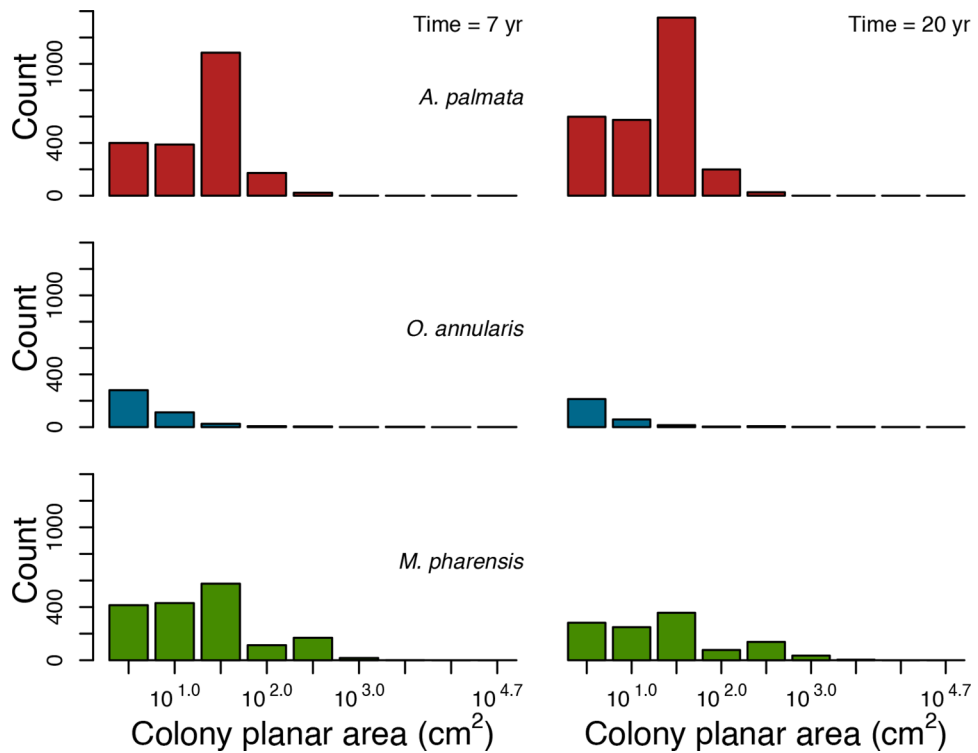 Time = 7 yr
Time = 20 yr
Count
0
400
1000
A. palmata
Count
0
400
1000
O. annularis
Count
0
400
1000
M. pharensis
10^1.0 10^2.0 10^3.0 10^4.7
10^1.0 10^2.0 10^3.0 10^4.7
Colony planar area (cm²)
Colony planar area (cm²)